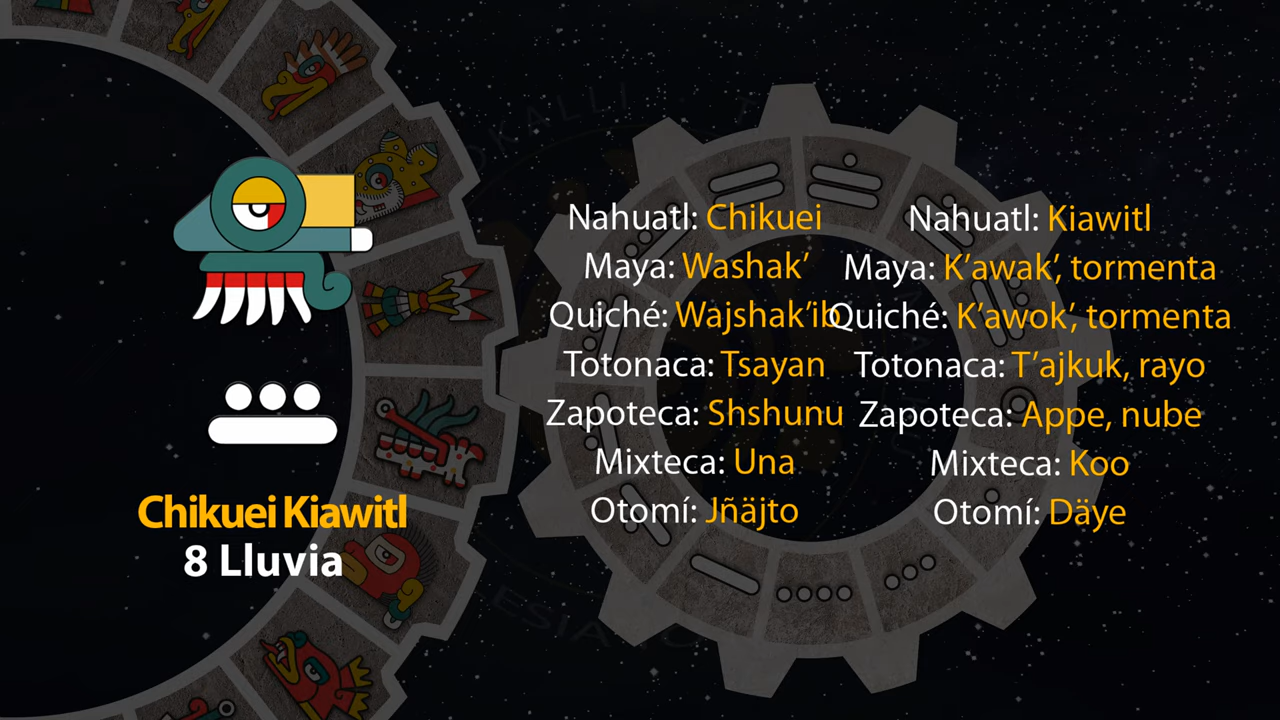 Nahuatl: Chikuei
Maya: Washak’
Quiché: Wajshak’ib
Totonaca: Tsayan
Zapoteca: Shshunu
Mixteca: Una
Otomí: Jñäjto
Nahuatl: Kiawitl
Maya: K’awak’, tormenta
Quiché: K’awok’, tormenta
Totonaca: T’ajkuk, rayo
Zapoteca: Appe, nube
Mixteca: Koo
Otomí: Däye
Chikuei Kiawitl
8 Lluvia